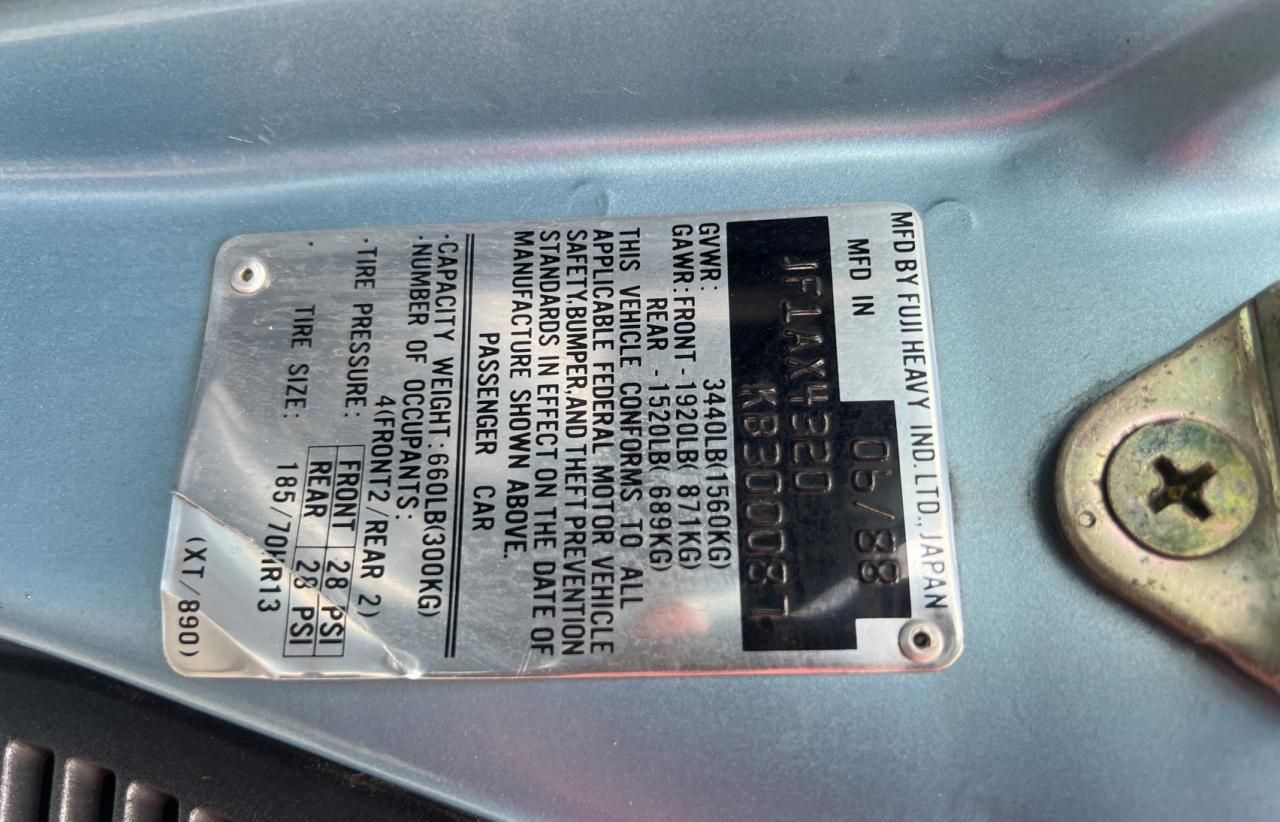 MFD BY FUJI HEAVY IND. LTD., JAPAN
MFD IN 06/88
JF1AX4320
KB300087
GVWR: 3440LB(1560KG)
GAWR: FRONT - 1920LB( 871KG)
REAR - 1520LB( 689KG)
THIS VEHICLE CONFORMS TO ALL
APPLICABLE FEDERAL MOTOR VEHICLE
SAFETY,BUMPER,AND THEFT PREVENTION
STANDARDS IN EFFECT ON THE DATE OF
MANUFACTURE SHOWN ABOVE.
PASSENGER CAR
·CAPACITY WEIGHT:660LB(300KG)
·NUMBER OF OCCUPANTS:
4(FRONT2/REAR 2)
·TIRE PRESSURE: FRONT 28 PSI
REAR 28 PSI
· TIRE SIZE: 185/70HR13
(XT/890)